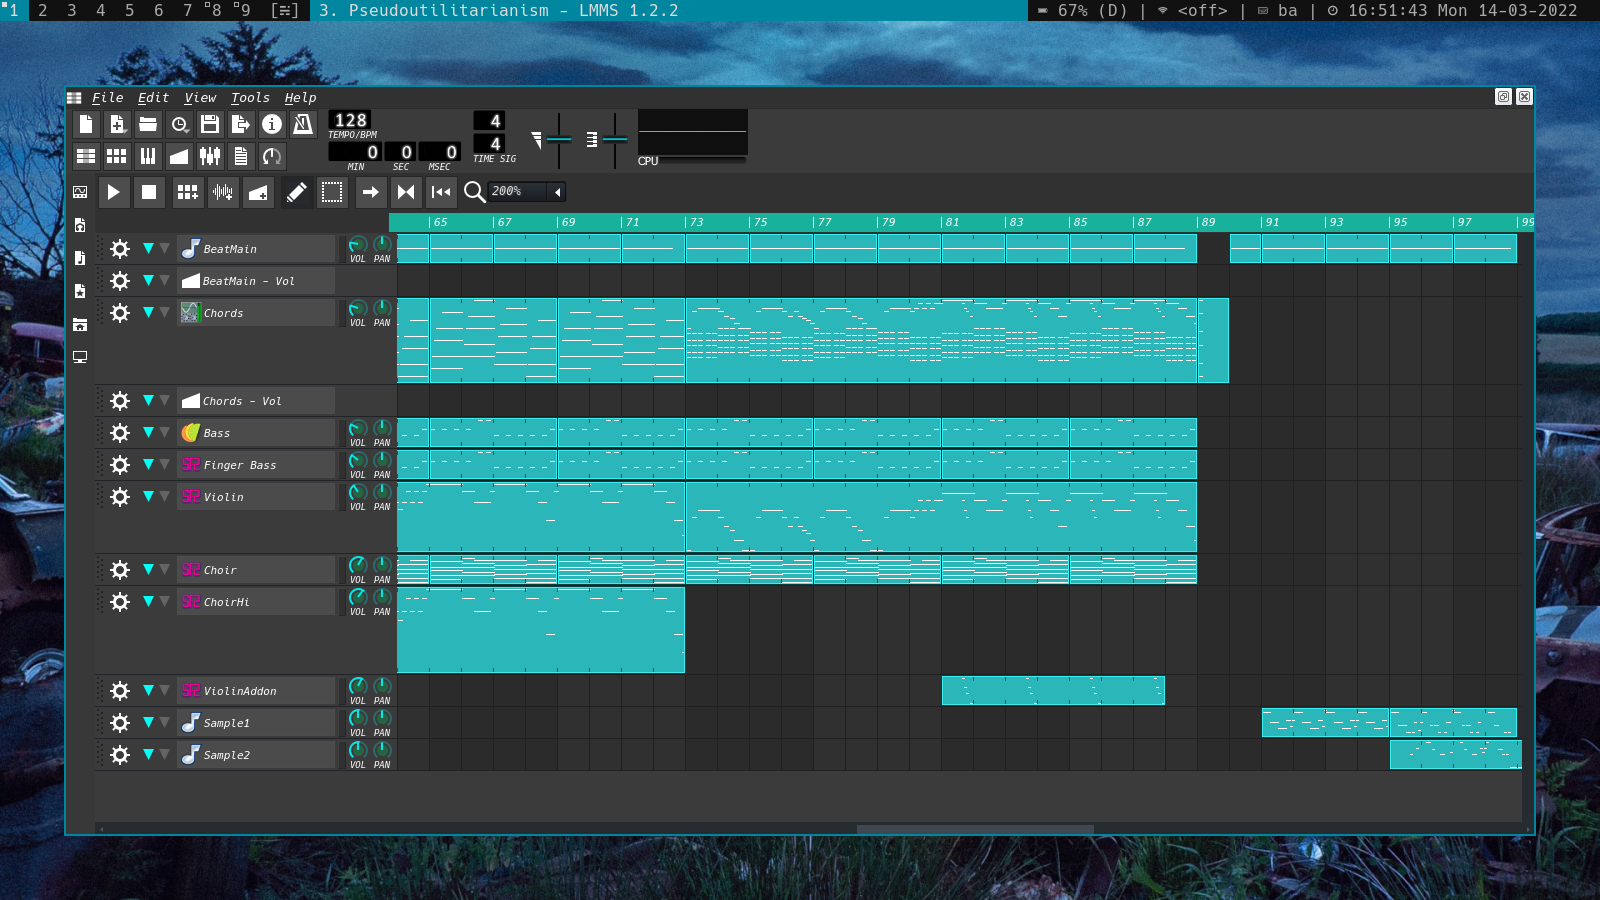 1 2 3 4 5 6 7 8 9 3. Pseudoutilitarianism - LMMS 1.2.2 67% (D) | <off> | ba | 16:51:43 Mon 14-03-2022
File Edit View Tools Help
128
TEMPO/BPM
0 0 0
MIN SEC MSEC
4
4
TIME SIG
CPU
200%
65 67 69 71 73 75 77 79 81 83 85 87 89 91 93 95 97 99
BeatMain VOL PAN
BeatMain - Vol
Chords VOL PAN
Chords - Vol
Bass VOL PAN
Finger Bass VOL PAN
Violin VOL PAN
Choir VOL PAN
ChoirHi VOL PAN
ViolinAddon VOL PAN
Sample1 VOL PAN
Sample2 VOL PAN